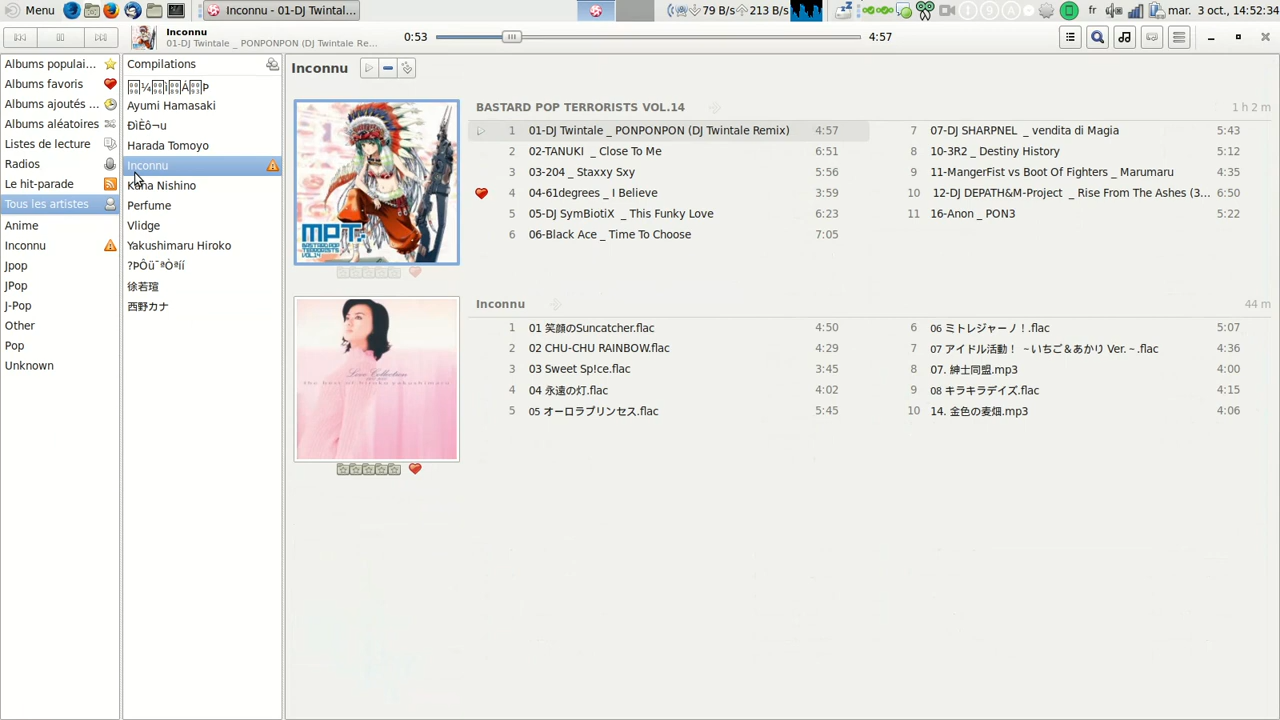 Menu
Inconnu - 01-DJ Twintal...
79 B/s
213 B/s
fr
mar. 3 oct., 14:52:34
Inconnu
01-DJ Twintale _ PONPONPON (DJ Twintale Re...
0:53
4:57
Albums populai...
Albums favoris
Albums ajoutés ...
Albums aléatoires
Listes de lecture
Radios
Le hit-parade
Tous les artistes
Anime
Inconnu
Jpop
JPop
J-Pop
Other
Pop
Unknown
Compilations
Ayumi Hamasaki
ÐìÈô¬u
Harada Tomoyo
Inconnu
Kana Nishino
Perfume
Vlidge
Yakushimaru Hiroko
徐若瑄
西野カナ
Inconnu
BASTARD POP TERRORISTS VOL.14
1 h 2 m
1 01-DJ Twintale _ PONPONPON (DJ Twintale Remix) 4:57
2 02-TANUKI _ Close To Me 6:51
3 03-204 _ Staxxy Sxy 5:56
4 04-61degrees _ I Believe 3:59
5 05-DJ SymBiotiX _ This Funky Love 6:23
6 06-Black Ace _ Time To Choose 7:05
7 07-DJ SHARPNEL _ vendita di Magia 5:43
8 10-3R2 _ Destiny History 5:12
9 11-MangerFist vs Boot Of Fighters _ Marumaru 4:35
10 12-DJ DEPATH&M-Project _ Rise From The Ashes (3... 6:50
11 16-Anon _ PON3 5:22
MPT.
BASTARD POP
TERRORISTS
VOL.14
Inconnu
44 m
1 01 笑顔のSuncatcher.flac 4:50
2 02 CHU-CHU RAINBOW.flac 4:29
3 03 Sweet Sp!ce.flac 3:45
4 04 永遠の灯.flac 4:02
5 05 オーロラプリンセス.flac 5:45
6 06 ミトレジャーノ！.flac 5:07
7 07 アイドル活動！ ~いちご＆あかり Ver.~.flac 4:36
8 07. 紳士同盟.mp3 4:00
9 08 キラキラデイズ.flac 4:15
10 14. 金色の麦畑.mp3 4:06
Love Collection
the best of hiroko yakushimaru